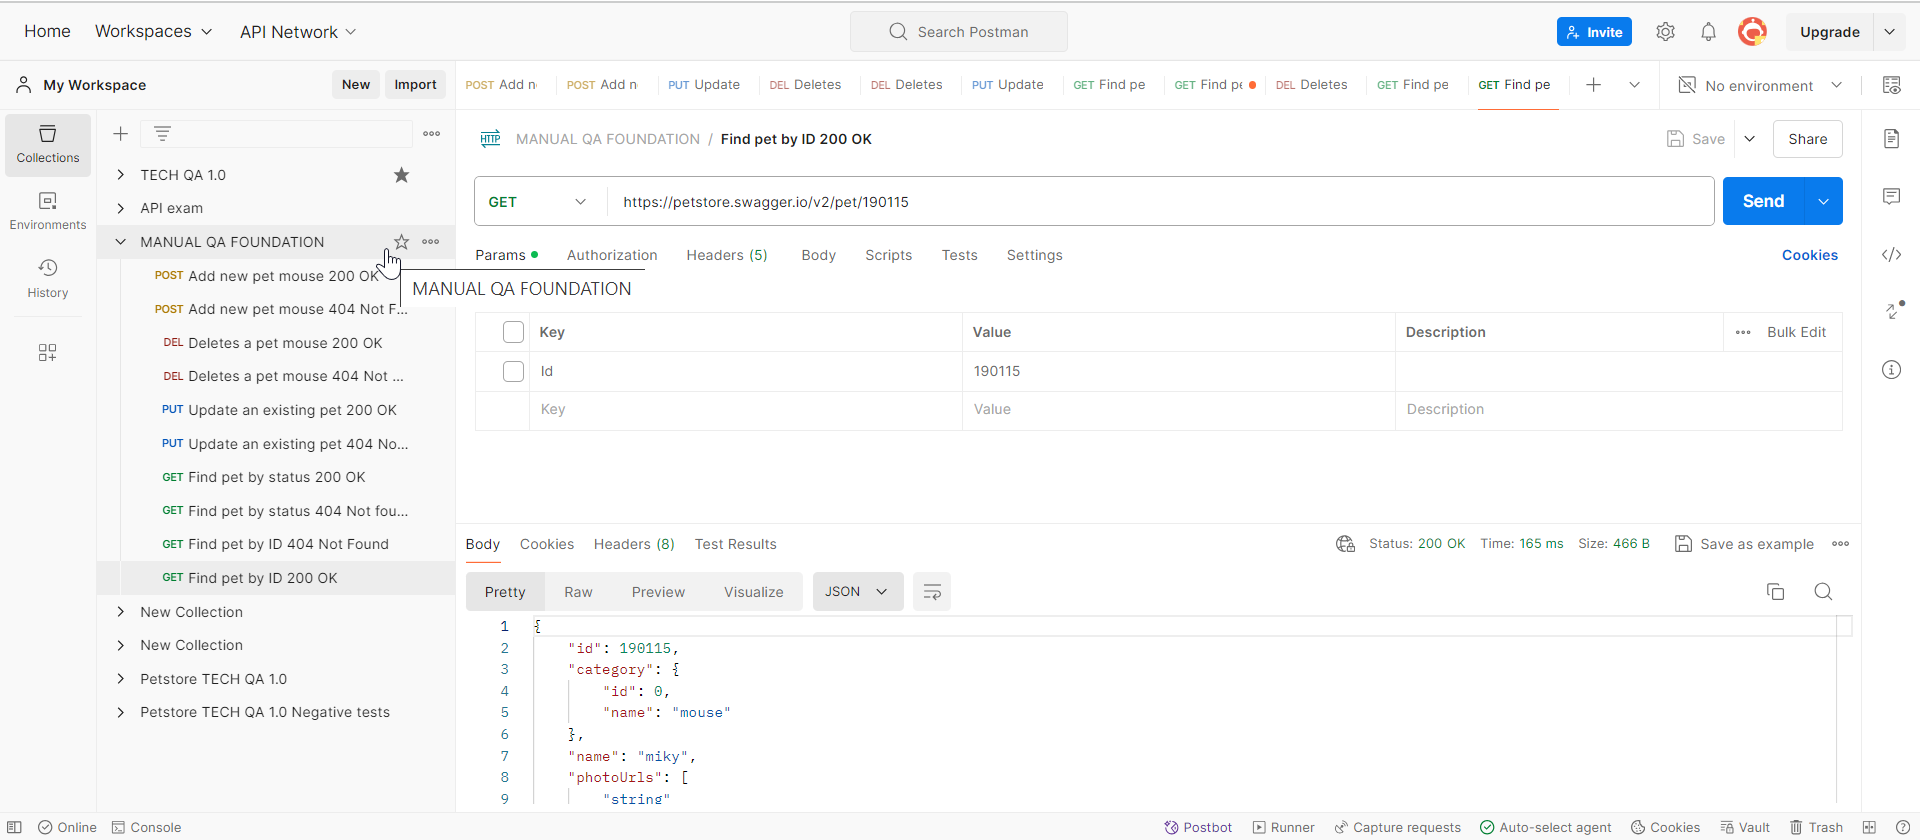 Home Workspaces API Network Search Postman Invite Upgrade
My Workspace New Import POST Add n POST Add n PUT Update DEL Deletes DEL Deletes PUT Update GET Find pe GET Find pe DEL Deletes GET Find pe GET Find pe No environment
Collections
Environments
History
TECH QA 1.0
API exam
MANUAL QA FOUNDATION
POST Add new pet mouse 200 OK
POST Add new pet mouse 404 Not F...
DEL Deletes a pet mouse 200 OK
DEL Deletes a pet mouse 404 Not ...
PUT Update an existing pet 200 OK
PUT Update an existing pet 404 No...
GET Find pet by status 200 OK
GET Find pet by status 404 Not fou...
GET Find pet by ID 404 Not Found
GET Find pet by ID 200 OK
New Collection
New Collection
Petstore TECH QA 1.0
Petstore TECH QA 1.0 Negative tests
MANUAL QA FOUNDATION
HTTP MANUAL QA FOUNDATION / Find pet by ID 200 OK Save Share
GET https://petstore.swagger.io/v2/pet/190115 Send
Params Authorization Headers (5) Body Scripts Tests Settings Cookies
Key Value Description Bulk Edit
Id 190115
Key Value Description
Body Cookies Headers (8) Test Results Status: 200 OK Time: 165 ms Size: 466 B Save as example
Pretty Raw Preview Visualize JSON
1 {
2 "id": 190115,
3 "category": {
4 "id": 0,
5 "name": "mouse"
6 },
7 "name": "miky",
8 "photoUrls": [
9 "string"
Online Console Postbot Runner Capture requests Auto-select agent Cookies Vault Trash